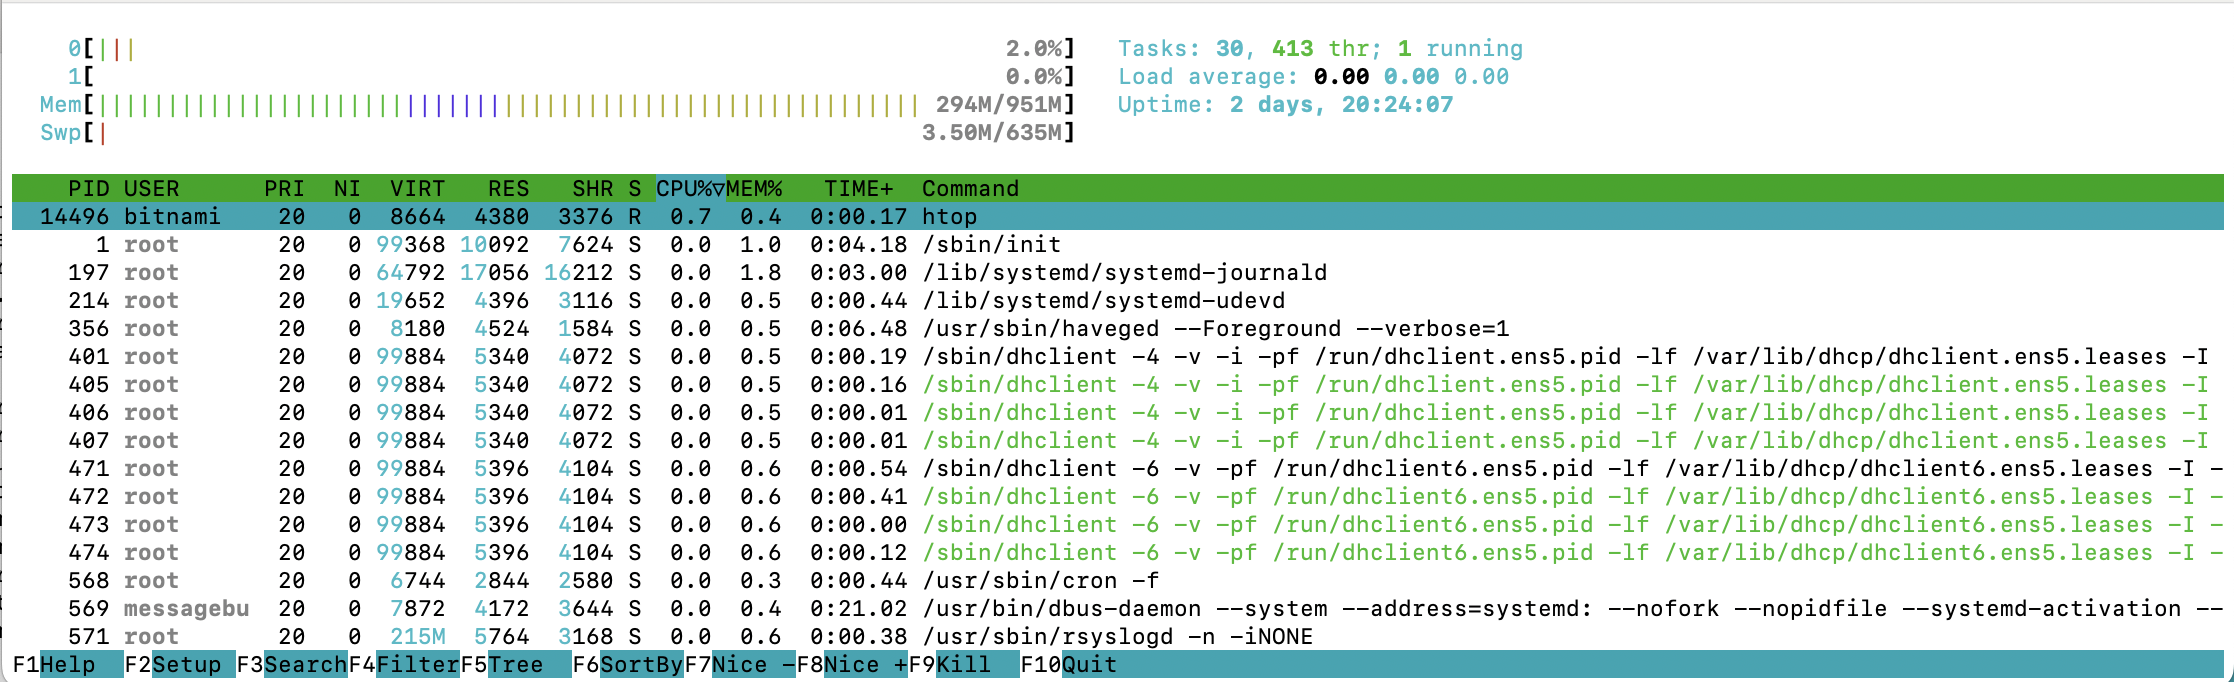 0[||| 2.0%] Tasks: 30, 413 thr; 1 running
1[ 0.0%] Load average: 0.00 0.00 0.00
Mem[||||||||||||||||||||||||||||||||||||||||||||||||||||||||||| 294M/951M] Uptime: 2 days, 20:24:07
Swp[| 3.50M/635M]
PID USER PRI NI VIRT RES SHR S CPU%▽MEM% TIME+ Command
14496 bitnami 20 0 8664 4380 3376 R 0.7 0.4 0:00.17 htop
1 root 20 0 99368 10092 7624 S 0.0 1.0 0:04.18 /sbin/init
197 root 20 0 64792 17056 16212 S 0.0 1.8 0:03.00 /lib/systemd/systemd-journald
214 root 20 0 19652 4396 3116 S 0.0 0.5 0:00.44 /lib/systemd/systemd-udevd
356 root 20 0 8180 4524 1584 S 0.0 0.5 0:06.48 /usr/sbin/haveged --Foreground --verbose=1
401 root 20 0 99884 5340 4072 S 0.0 0.5 0:00.19 /sbin/dhclient -4 -v -i -pf /run/dhclient.ens5.pid -lf /var/lib/dhcp/dhclient.ens5.leases -I
405 root 20 0 99884 5340 4072 S 0.0 0.5 0:00.16 /sbin/dhclient -4 -v -i -pf /run/dhclient.ens5.pid -lf /var/lib/dhcp/dhclient.ens5.leases -I
406 root 20 0 99884 5340 4072 S 0.0 0.5 0:00.01 /sbin/dhclient -4 -v -i -pf /run/dhclient.ens5.pid -lf /var/lib/dhcp/dhclient.ens5.leases -I
407 root 20 0 99884 5340 4072 S 0.0 0.5 0:00.01 /sbin/dhclient -4 -v -i -pf /run/dhclient.ens5.pid -lf /var/lib/dhcp/dhclient.ens5.leases -I
471 root 20 0 99884 5396 4104 S 0.0 0.6 0:00.54 /sbin/dhclient -6 -v -pf /run/dhclient6.ens5.pid -lf /var/lib/dhcp/dhclient6.ens5.leases -I -
472 root 20 0 99884 5396 4104 S 0.0 0.6 0:00.41 /sbin/dhclient -6 -v -pf /run/dhclient6.ens5.pid -lf /var/lib/dhcp/dhclient6.ens5.leases -I -
473 root 20 0 99884 5396 4104 S 0.0 0.6 0:00.00 /sbin/dhclient -6 -v -pf /run/dhclient6.ens5.pid -lf /var/lib/dhcp/dhclient6.ens5.leases -I -
474 root 20 0 99884 5396 4104 S 0.0 0.6 0:00.12 /sbin/dhclient -6 -v -pf /run/dhclient6.ens5.pid -lf /var/lib/dhcp/dhclient6.ens5.leases -I -
568 root 20 0 6744 2844 2580 S 0.0 0.3 0:00.44 /usr/sbin/cron -f
569 messagebu 20 0 7872 4172 3644 S 0.0 0.4 0:21.02 /usr/bin/dbus-daemon --system --address=systemd: --nofork --nopidfile --systemd-activation --
571 root 20 0 215M 5764 3168 S 0.0 0.6 0:00.38 /usr/sbin/rsyslogd -n -iNONE
F1Help F2Setup F3SearchF4FilterF5Tree F6SortByF7Nice -F8Nice +F9Kill F10Quit